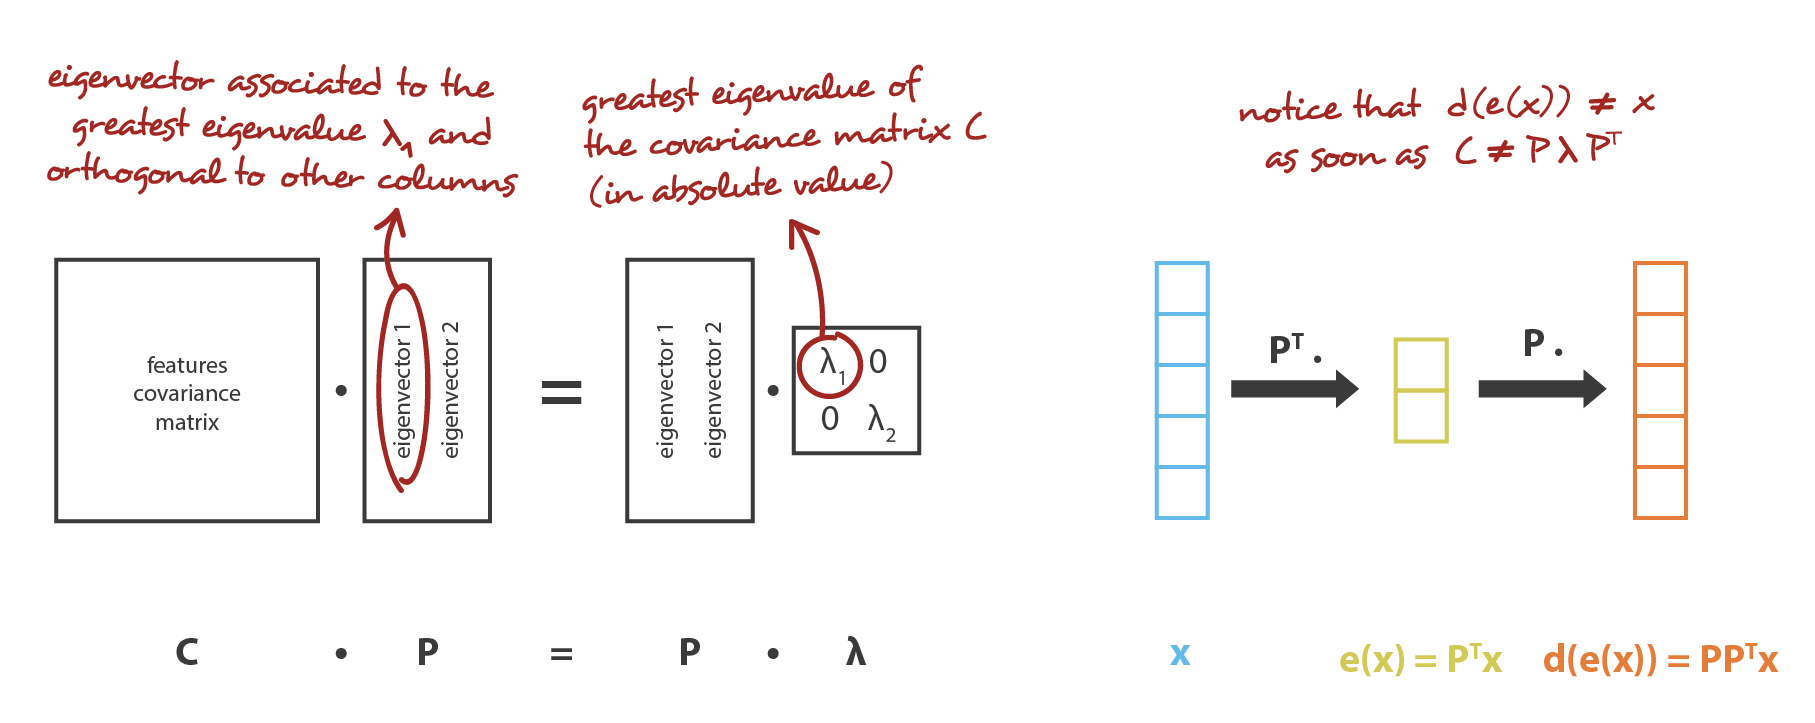 eigenvector associated to the
greatest eigenvalue λ1 and
orthogonal to other columns
greatest eigenvalue of
the covariance matrix C
(in absolute value)
notice that d(e(x)) ≠ x
as soon as C ≠ PλPᵀ
features
covariance
matrix
•
eigenvector 1
eigenvector 2
=
eigenvector 1
eigenvector 2
•
λ₁ 0
0 λ₂
Pᵀ .
P .
C • P = P • λ
x
e(x) = Pᵀx
d(e(x)) = PPᵀx